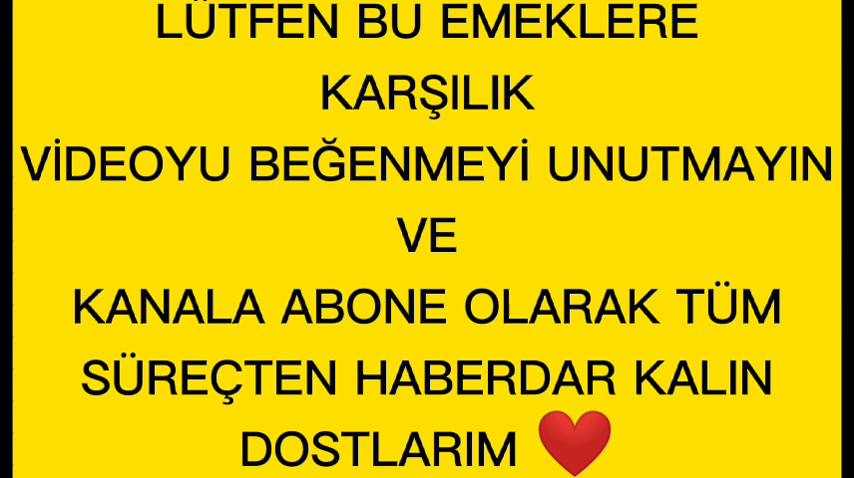 LÜTFEN BU EMEKLERE
KARŞILIK
VİDEOYU BEĞENMEYİ UNUTMAYIN
VE
KANALA ABONE OLARAK TÜM
SÜREÇTEN HABERDAR KALIN
DOSTLARIM ❤️